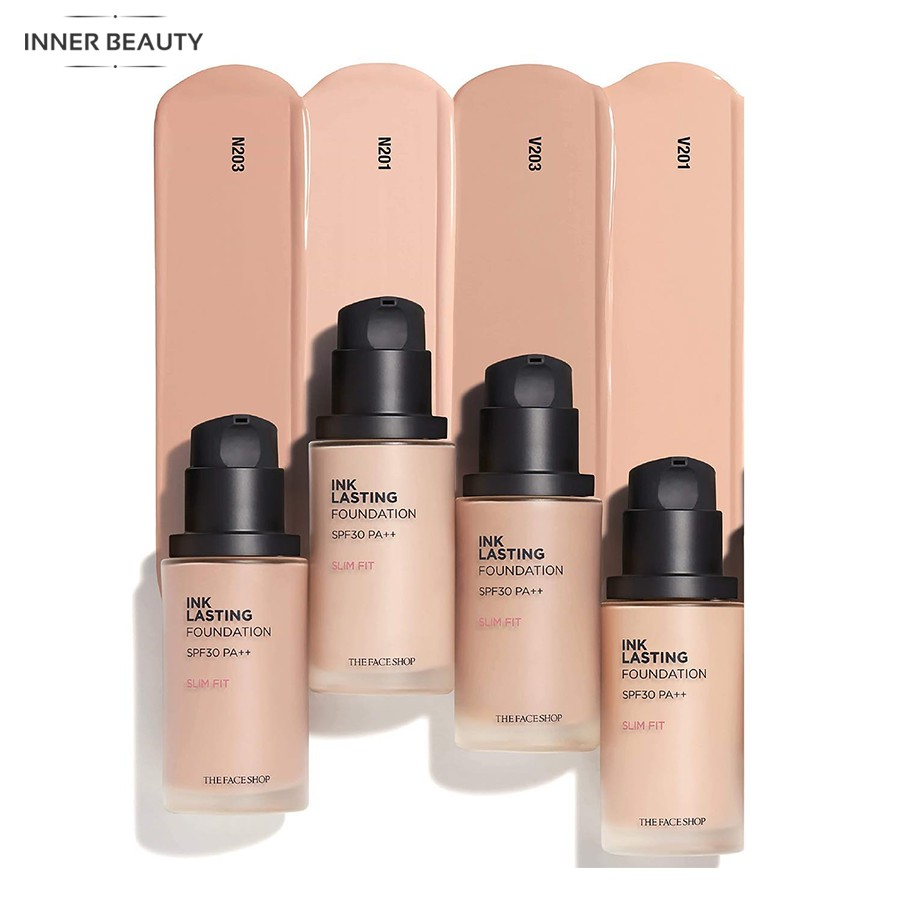 INNER BEAUTY
N203
N201
V203
V201
INK
LASTING
FOUNDATION
SPF30 PA++
SLIM FIT
THE FACE SHOP
INK
LASTING
FOUNDATION
SPF30 PA++
SLIM FIT
THE FACE SHOP
INK
LASTING
FOUNDATION
SPF30 PA++
SLIM FIT
THE FACE SHOP
INK
LASTING
FOUNDATION
SPF30 PA++
SLIM FIT
THE FACE SHOP